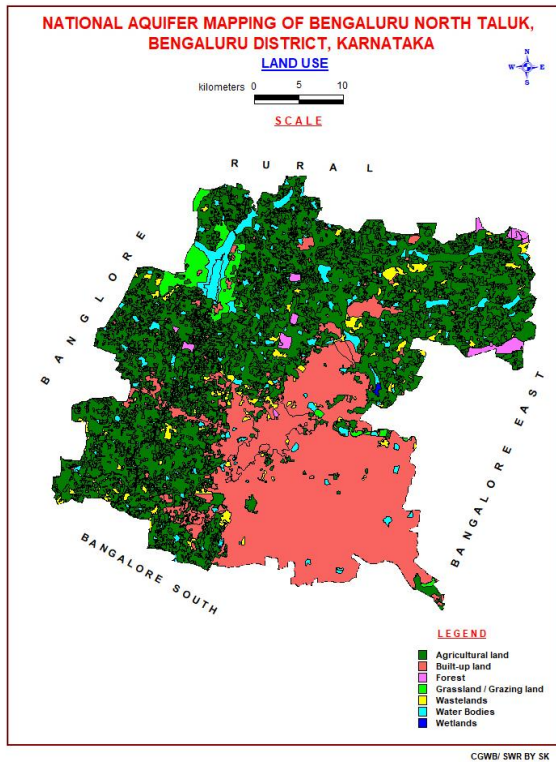 NATIONAL AQUIFER MAPPING OF BENGALURU NORTH TALUK,
BENGALURU DISTRICT, KARNATAKA
LAND USE
N
W E
S
kilometers 0 5 10
SCALE
RURAL
BANGLORE
BANGALORE EAST
BANGALORE SOUTH
LEGEND
Agricultural land
Built-up land
Forest
Grassland / Grazing land
Wastelands
Water Bodies
Wetlands
CGWB/ SWR BY SK